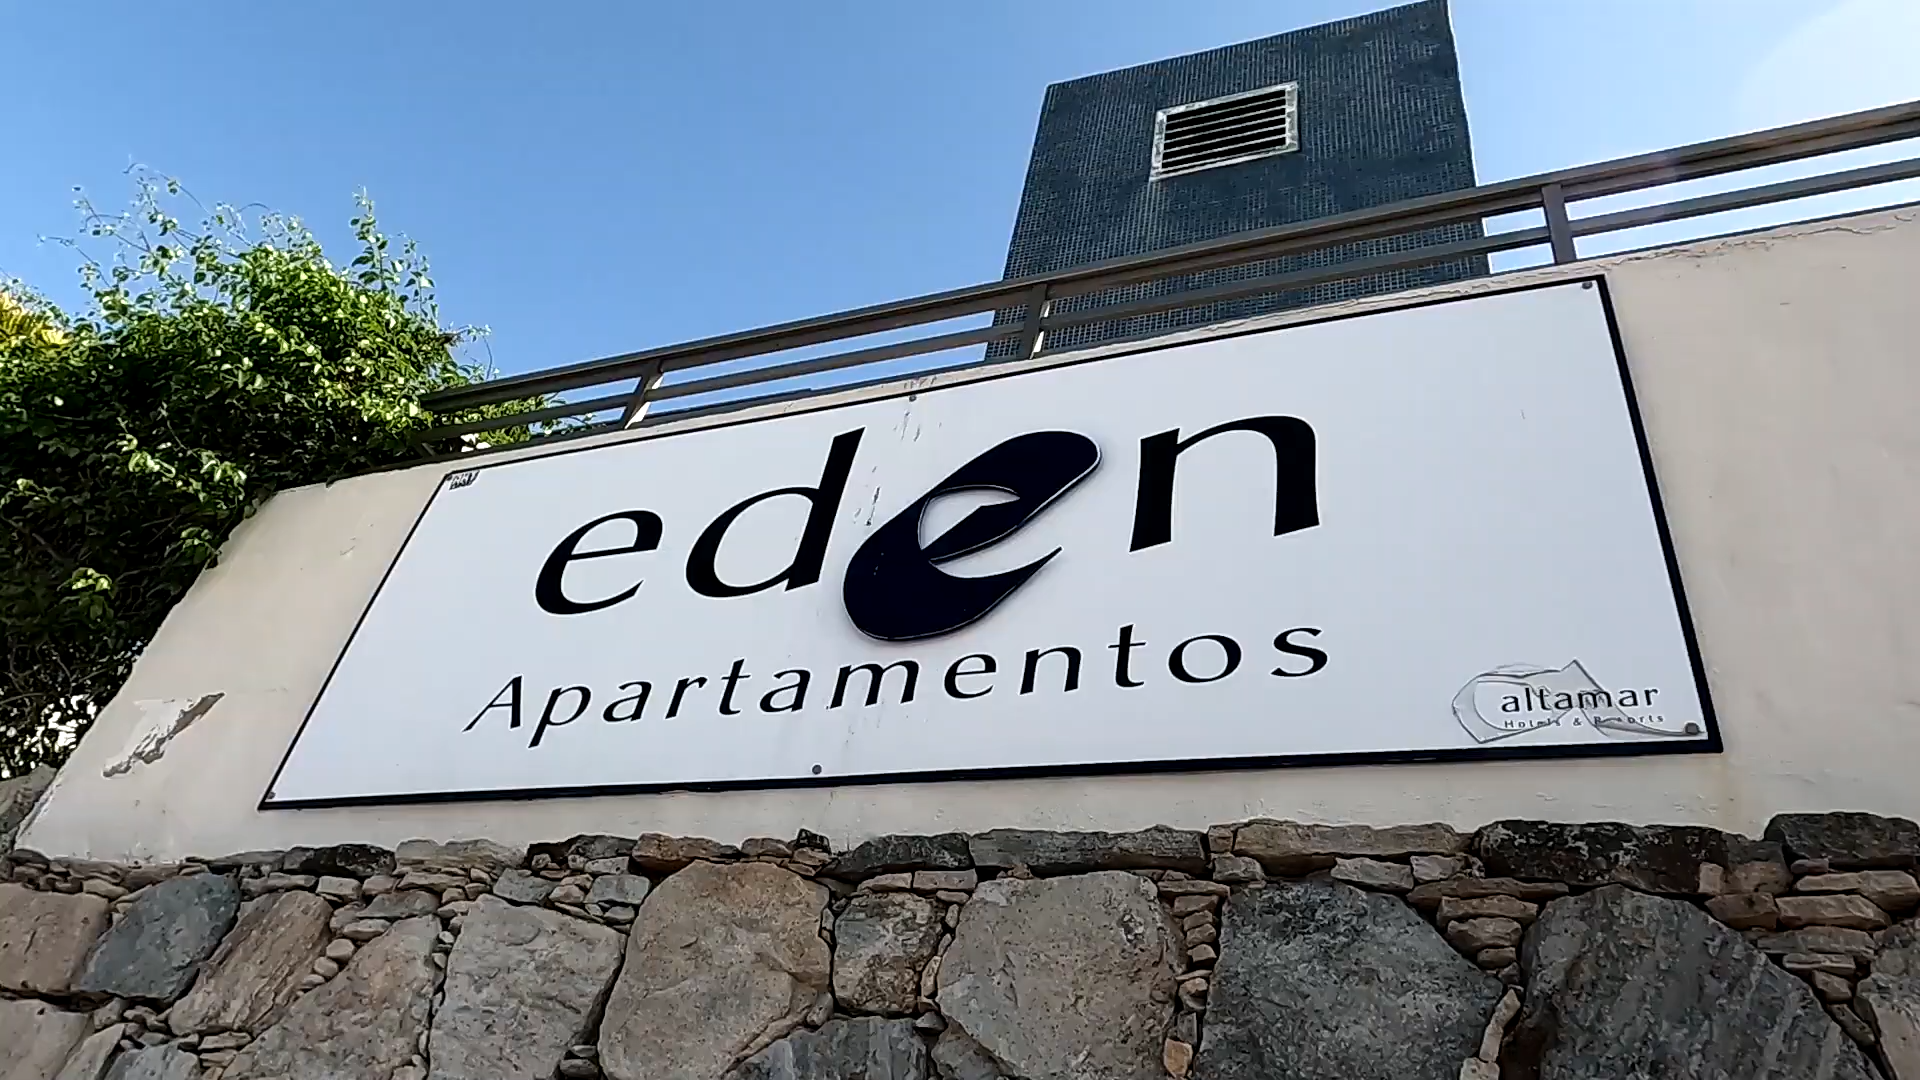 eden
Apartamentos
altamar
Hotels & Resorts